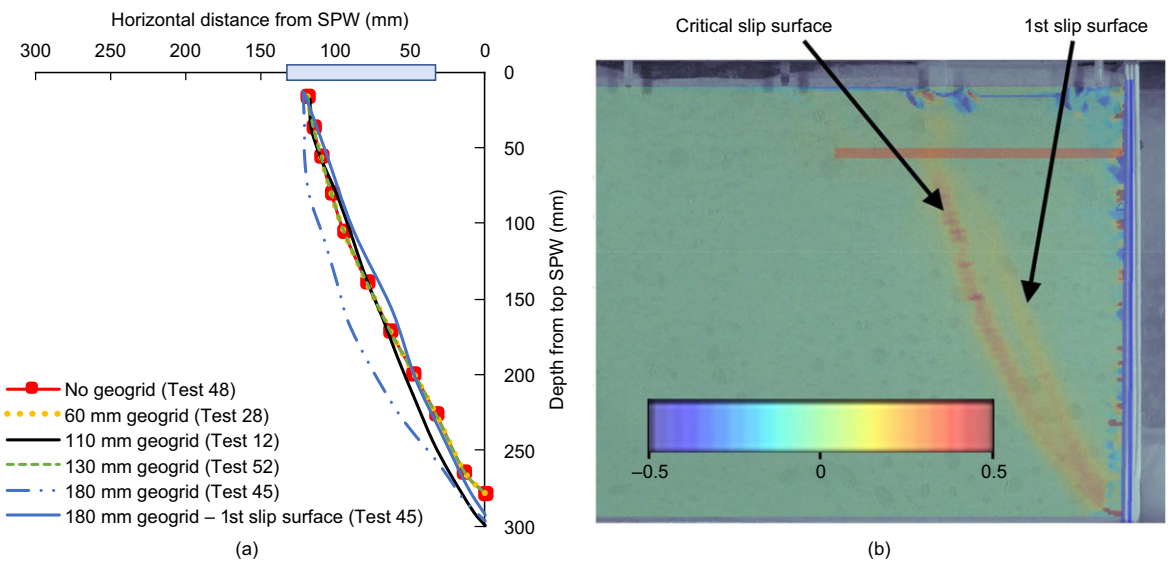 Horizontal distance from SPW (mm)
300 250 200 150 100 50 0
0
50
100
150
200
250
300
Depth from top SPW (mm)
No geogrid (Test 48)
60 mm geogrid (Test 28)
110 mm geogrid (Test 12)
130 mm geogrid (Test 52)
180 mm geogrid (Test 45)
180 mm geogrid – 1st slip surface (Test 45)
(a)
Critical slip surface
1st slip surface
–0.5 0 0.5
(b)